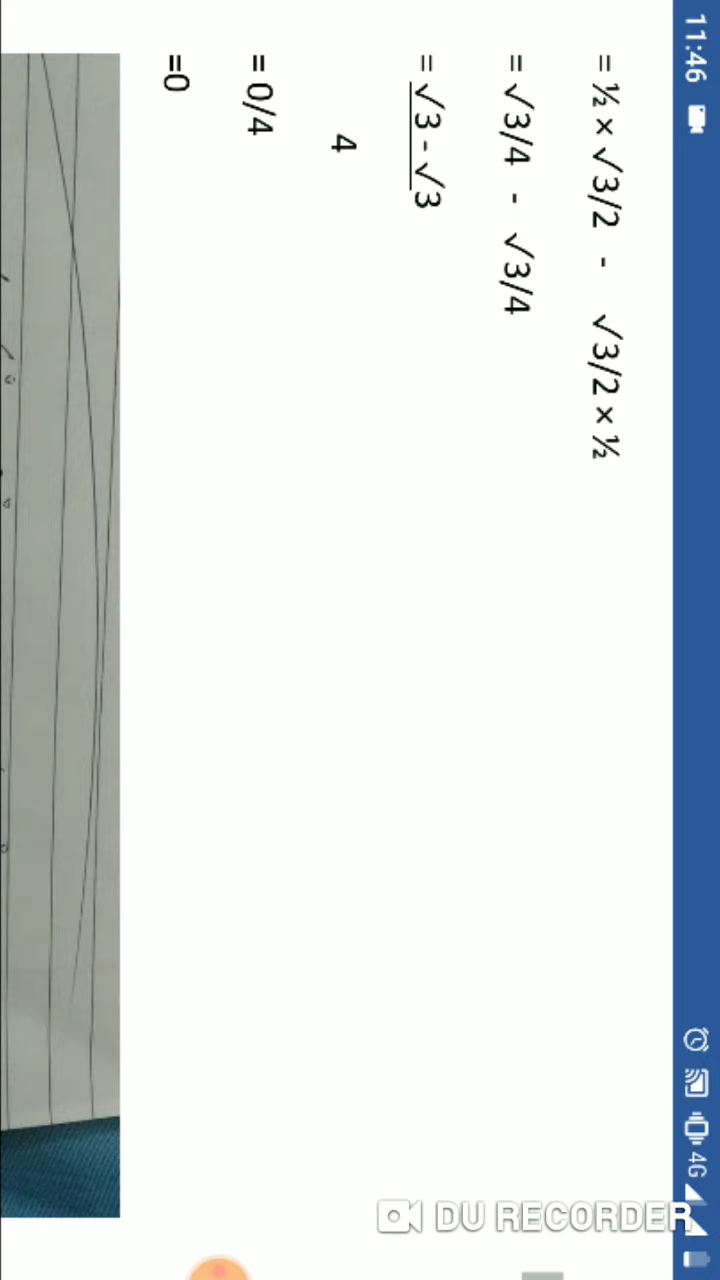 11:46 4G
= ½ x √3/2 - √3/2 x ½
= √3/4 - √3/4
= √3 - √3
4
= 0/4
=0
DU RECORDER